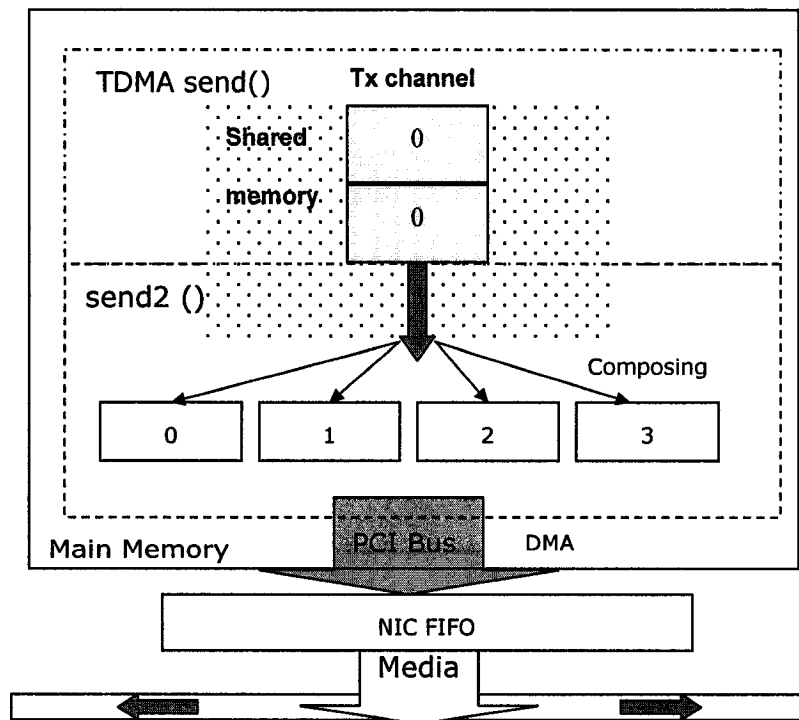 TDMA send()
Tx channel
Shared
memory
0
0
send2 ()
Composing
0
1
2
3
Main Memory
PCI Bus
DMA
NIC FIFO
Media